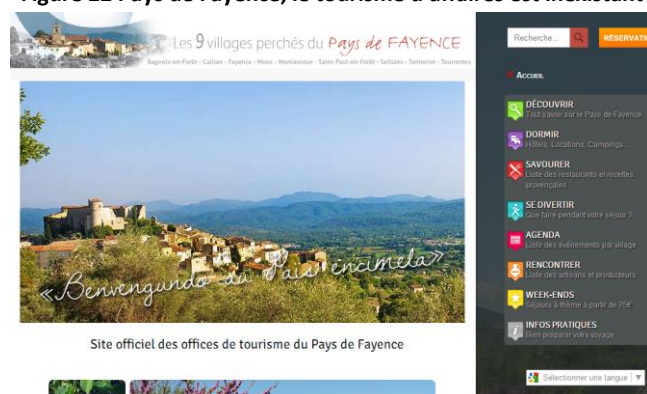 Figure 22 Pays de Fayence, le tourisme d'affaires est inexistant
Les 9 villages perchés du Pays de FAYENCE
Bagnols-en-Forêt - Callian - Fayence - Mons - Montauroux - Saint-Paul-en-Forêt - Seillans - Tanneron - Tourrettes
«Benvengundo du Païs encimela»
Site officiel des offices de tourisme du Pays de Fayence
Recherche...
RÉSERVATI
ACCUEIL
DÉCOUVRIR
Tout savoir sur le Pays de Fayence
DORMIR
Hôtels, Locations, Campings...
SAVOURER
Liste des restaurants et recettes
provençales
SE DIVERTIR
Que faire pendant votre séjour ?
AGENDA
Liste des événements par village
RENCONTRER
Liste des artisans et producteurs
WEEK-ENDS
Séjours à thème à partir de 75€
INFOS PRATIQUES
Bien préparer votre voyage
Sélectionner une langue